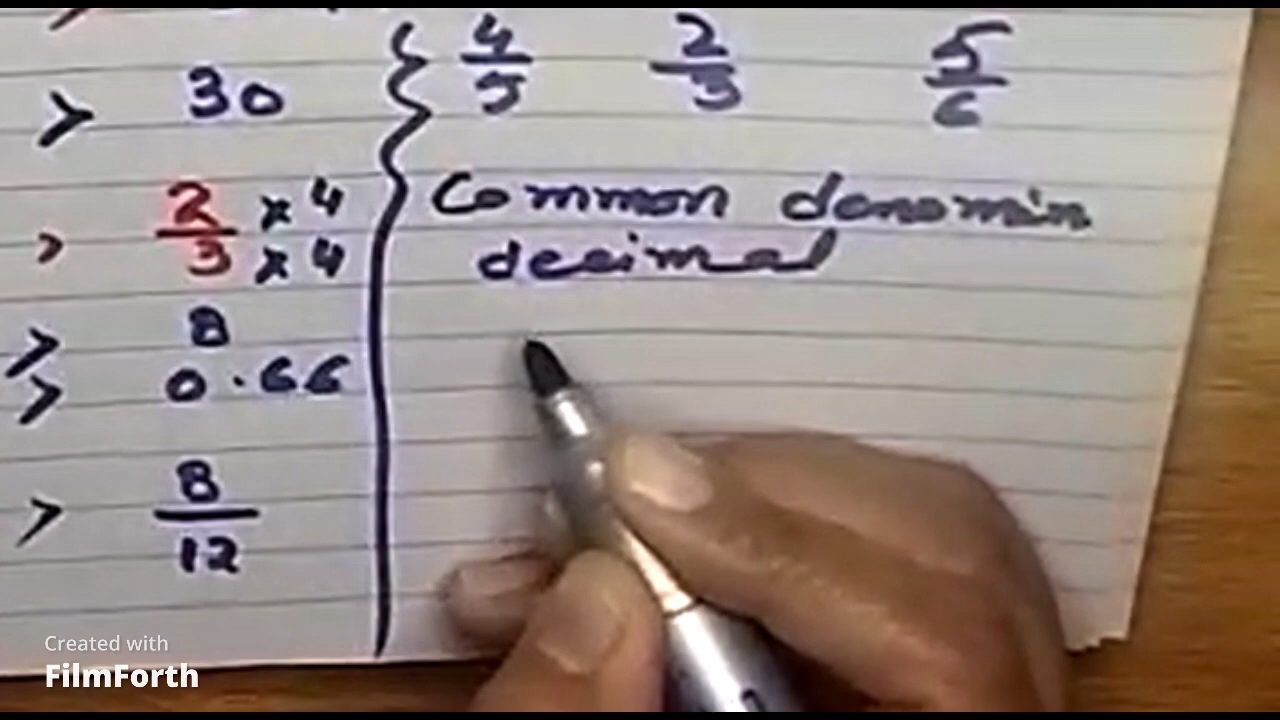 > 30
> 2/3 x 4 x 4
> 8
> 0.66
> 8/12
4/5 2/3 5/6
Common denomin
decimal
Created with
FilmForth